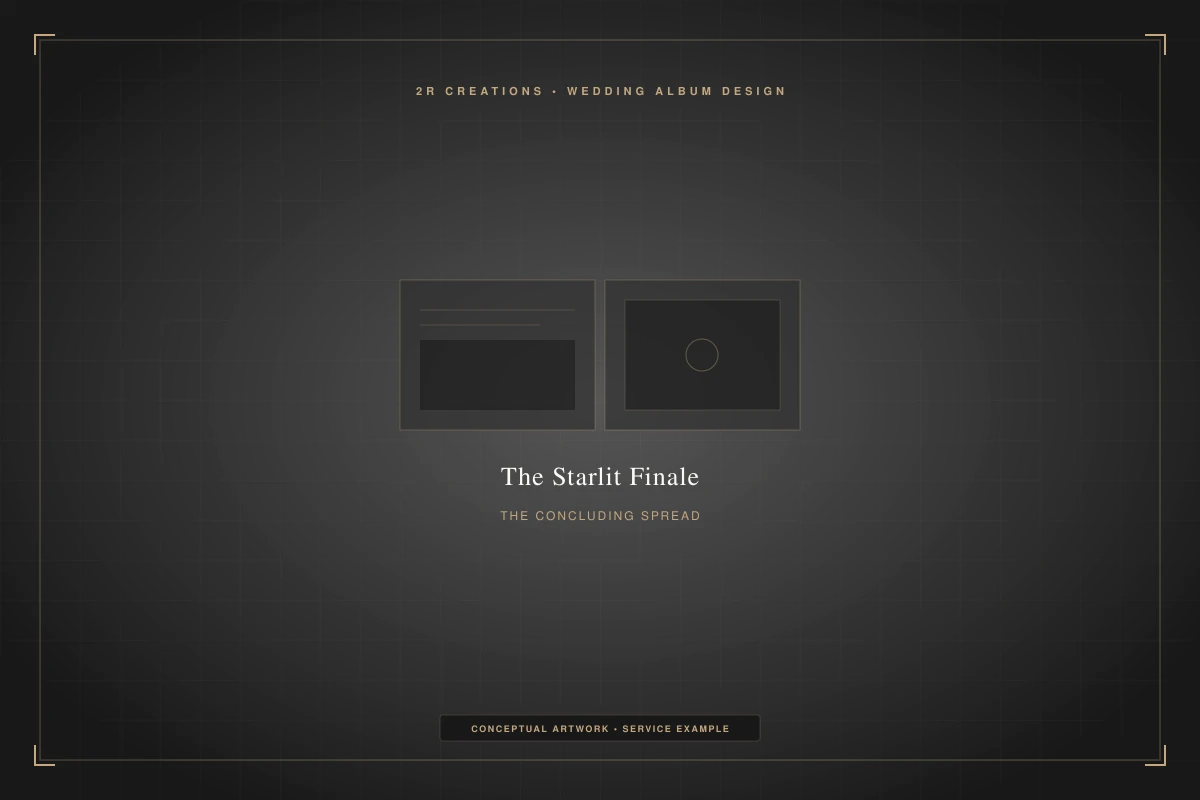 2R CREATIONS • WEDDING ALBUM DESIGN
The Starlit Finale
THE CONCLUDING SPREAD
CONCEPTUAL ARTWORK • SERVICE EXAMPLE